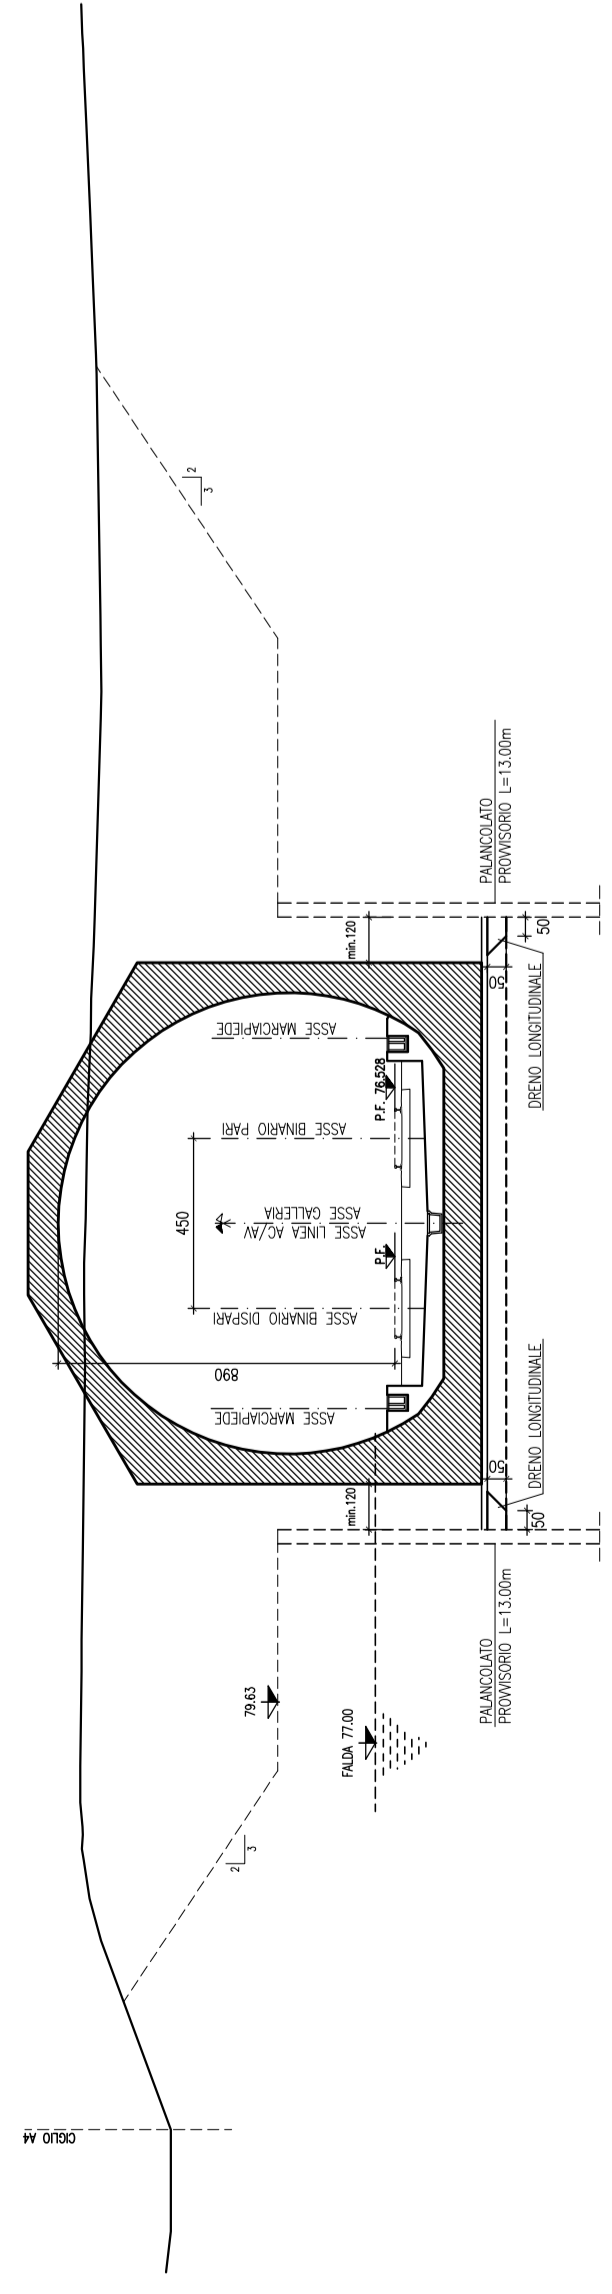 CIGLIO A4
2
3
79.63
FALDA 77.00
PALANCOLATO
PROVVISORIO L=13.00m
min.120
50
50
DRENO LONGITUDINALE
ASSE MARCIAPIEDE
890
ASSE BINARIO DISPARI
450
P.F.
ASSE LINEA AC/AV
ASSE GALLERIA
ASSE BINARIO PARI
P.F. 76.528
ASSE MARCIAPIEDE
min.120
50
50
DRENO LONGITUDINALE
PALANCOLATO
PROVVISORIO L=13.00m
2
3